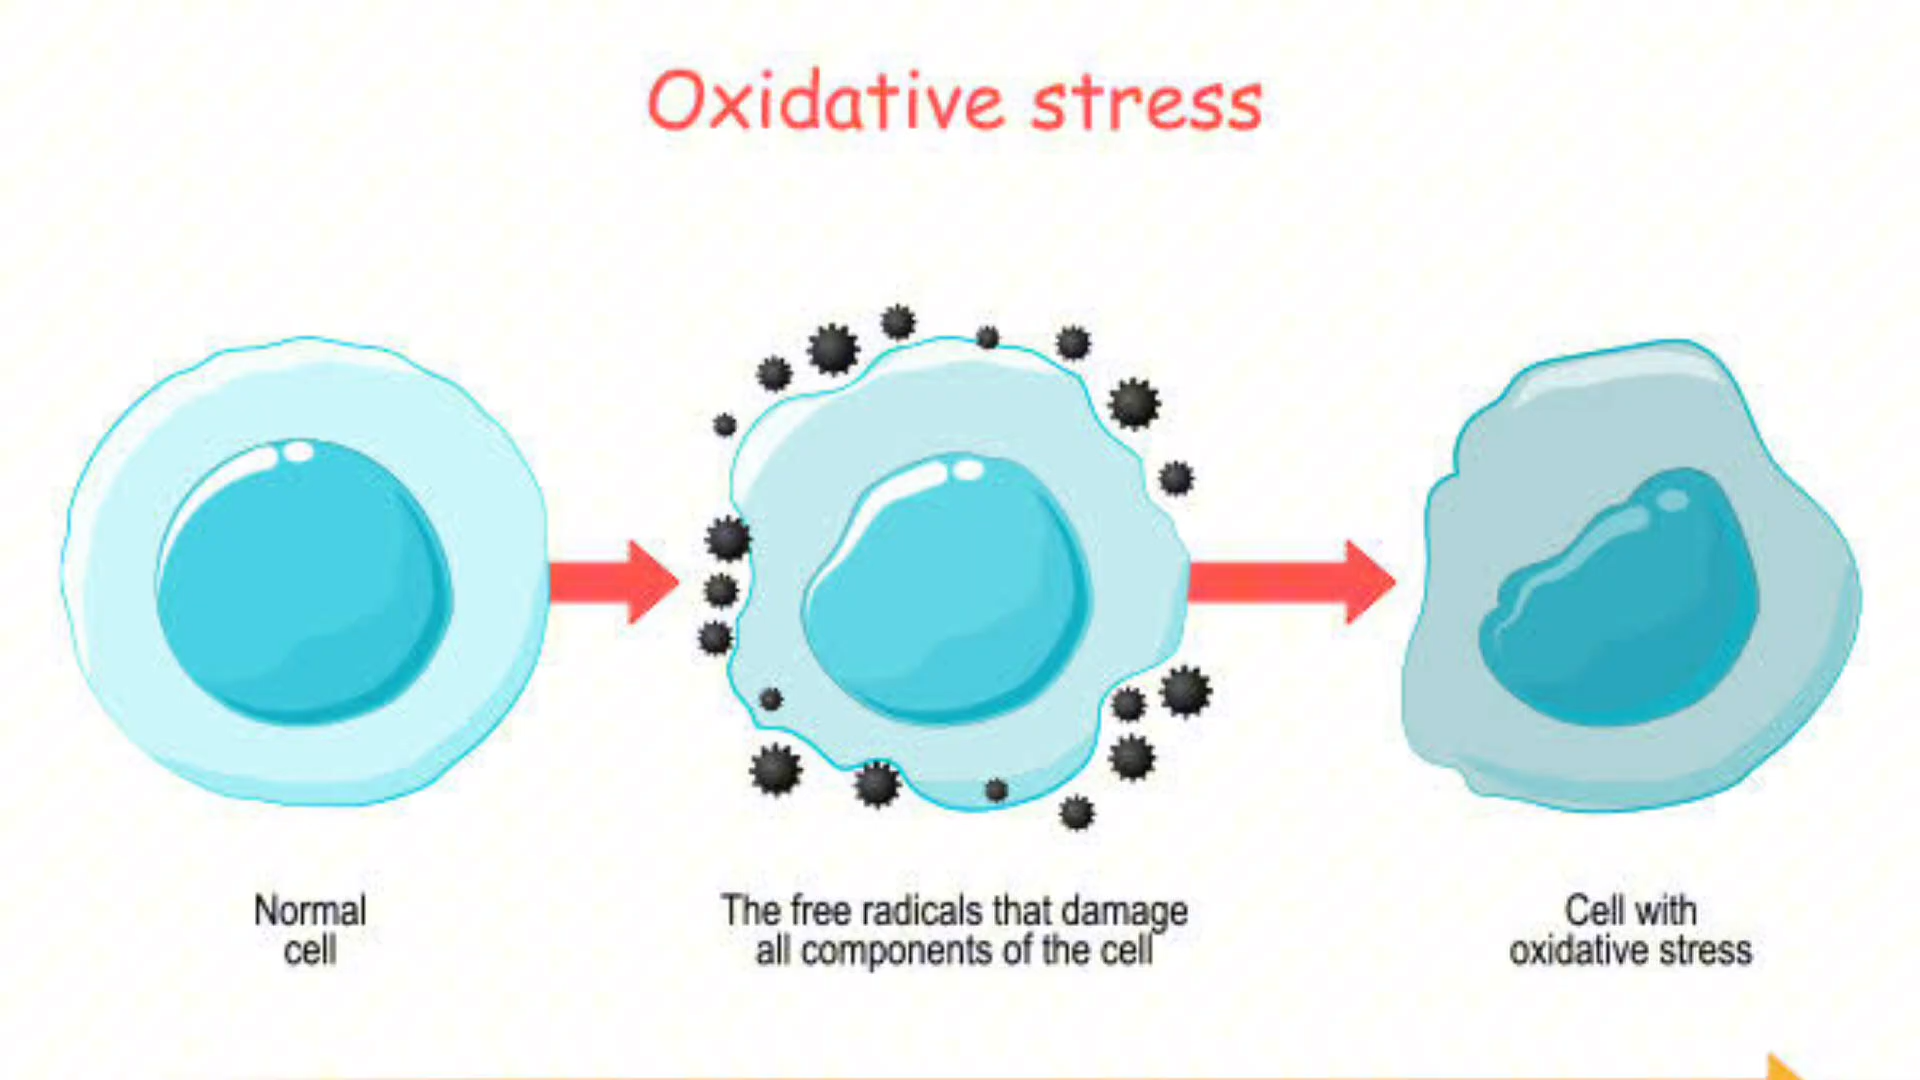 Oxidative stress
Normal
cell
The free radicals that damage
all components of the cell
Cell with
oxidative stress